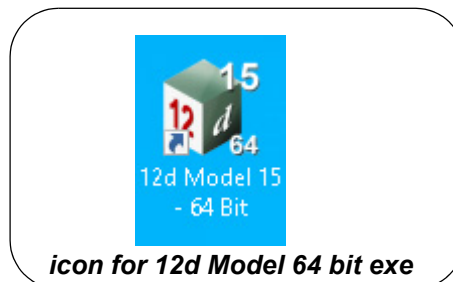 15
12
d
64
12d Model 15
- 64 Bit
icon for 12d Model 64 bit exe